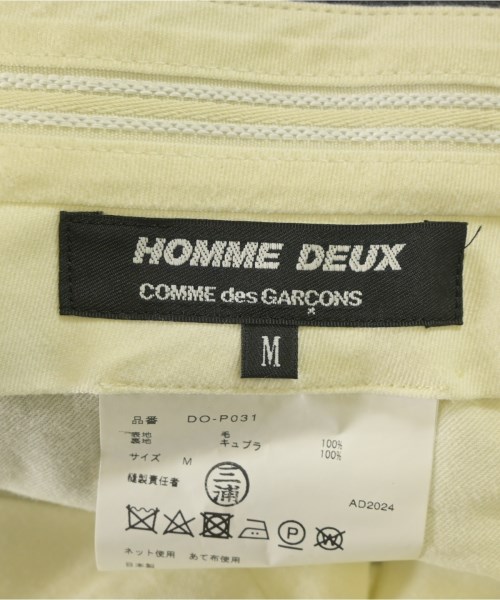 HOMME DEUX
COMME des GARÇONS
M
品番 DO-P031
表地 毛 100%
裏地 キュプラ 100%
サイズ M
縫製責任者 三浦
AD2024
P W
ネット使用 あて布使用
日本製